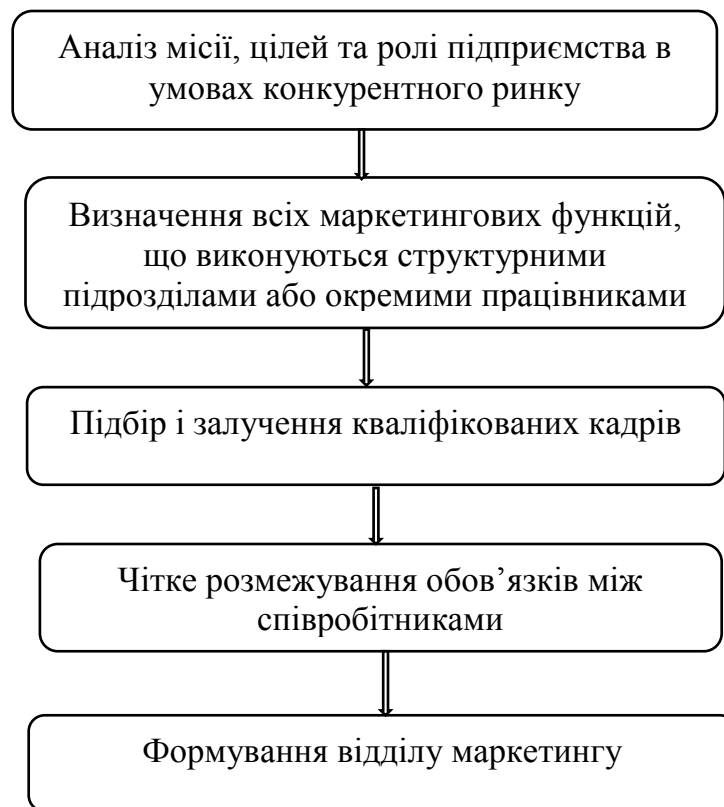 Аналіз місії, цілей та ролі підприємства в
умовах конкурентного ринку
Визначення всіх маркетингових функцій,
що виконуються структурними
підрозділами або окремими працівниками
Підбір і залучення кваліфікованих кадрів
Чітке розмежування обов’язків між
співробітниками
Формування відділу маркетингу